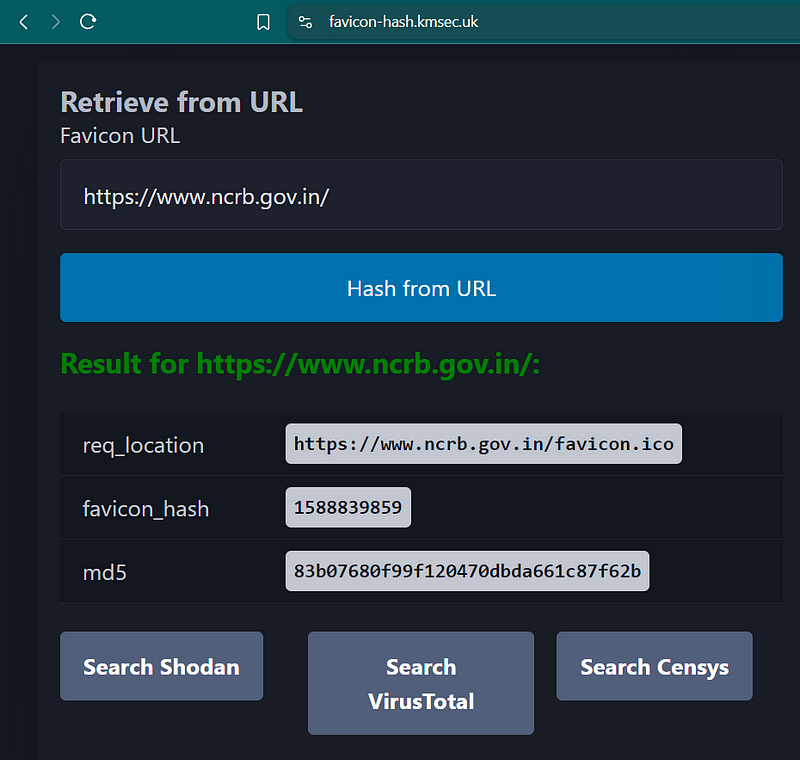 favicon-hash.kmsec.uk
Retrieve from URL
Favicon URL
https://www.ncrb.gov.in/
Hash from URL
Result for https://www.ncrb.gov.in/:
req_location https://www.ncrb.gov.in/favicon.ico
favicon_hash 1588839859
md5 83b07680f99f120470dbda661c87f62b
Search Shodan
Search
VirusTotal
Search Censys